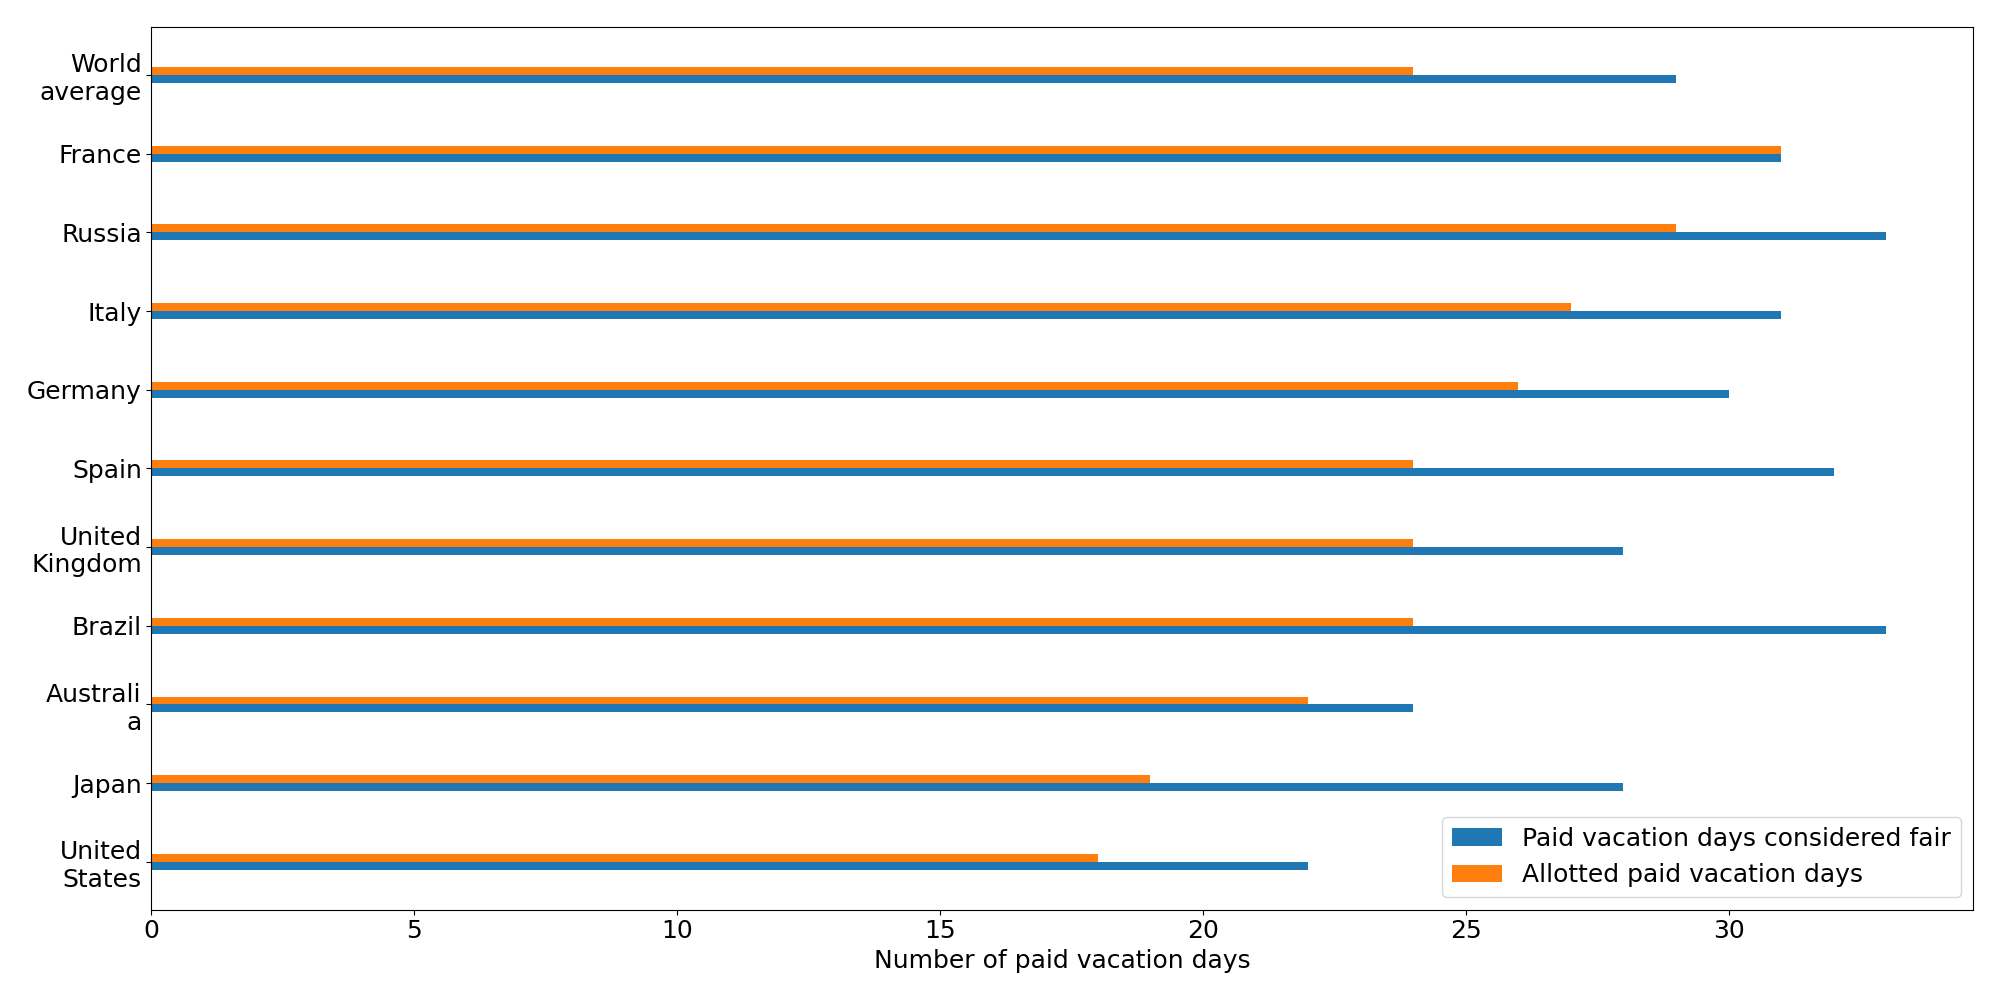 World
average
France
Russia
Italy
Germany
Spain
United
Kingdom
Brazil
Australi
a
Japan
United
States
Paid vacation days considered fair
Allotted paid vacation days
0 5 10 15 20 25 30
Number of paid vacation days